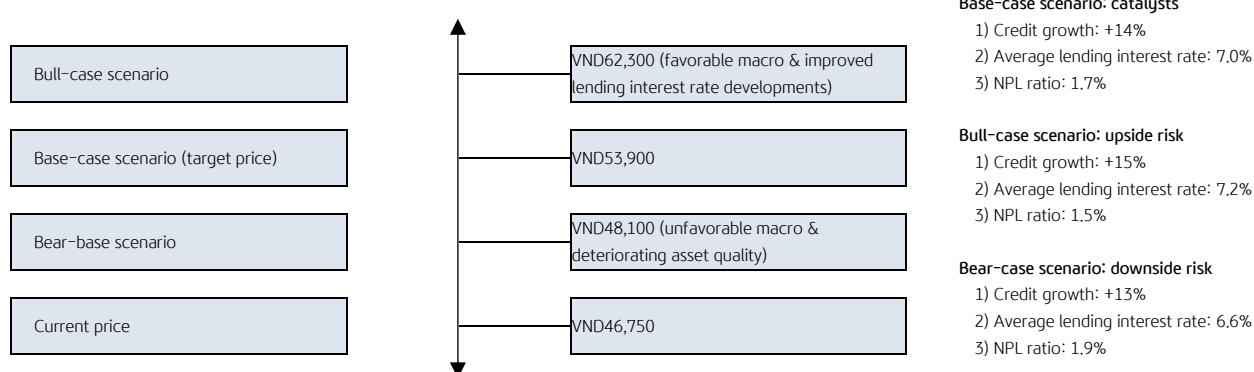 Bull-case scenario
VND62,300 (favorable macro & improved
lending interest rate developments)
Base-case scenario (target price)
VND53,900
Bear-base scenario
VND48,100 (unfavorable macro &
deteriorating asset quality)
Current price
VND46,750
Base-case scenario: catalysts
1) Credit growth: +14%
2) Average lending interest rate: 7.0%
3) NPL ratio: 1.7%
Bull-case scenario: upside risk
1) Credit growth: +15%
2) Average lending interest rate: 7.2%
3) NPL ratio: 1.5%
Bear-case scenario: downside risk
1) Credit growth: +13%
2) Average lending interest rate: 6.6%
3) NPL ratio: 1.9%